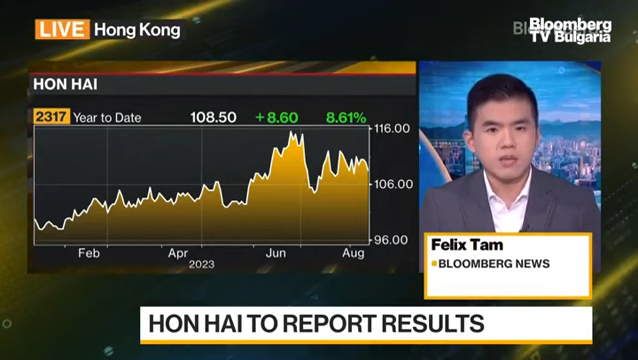 LIVE Hong Kong
Bloomberg
TV Bulgaria
HON HAI
2317 Year to Date 108.50 +8.60 8.61%
116.00
106.00
96.00
Feb Apr Jun Aug
2023
Felix Tam
BLOOMBERG NEWS
HON HAI TO REPORT RESULTS